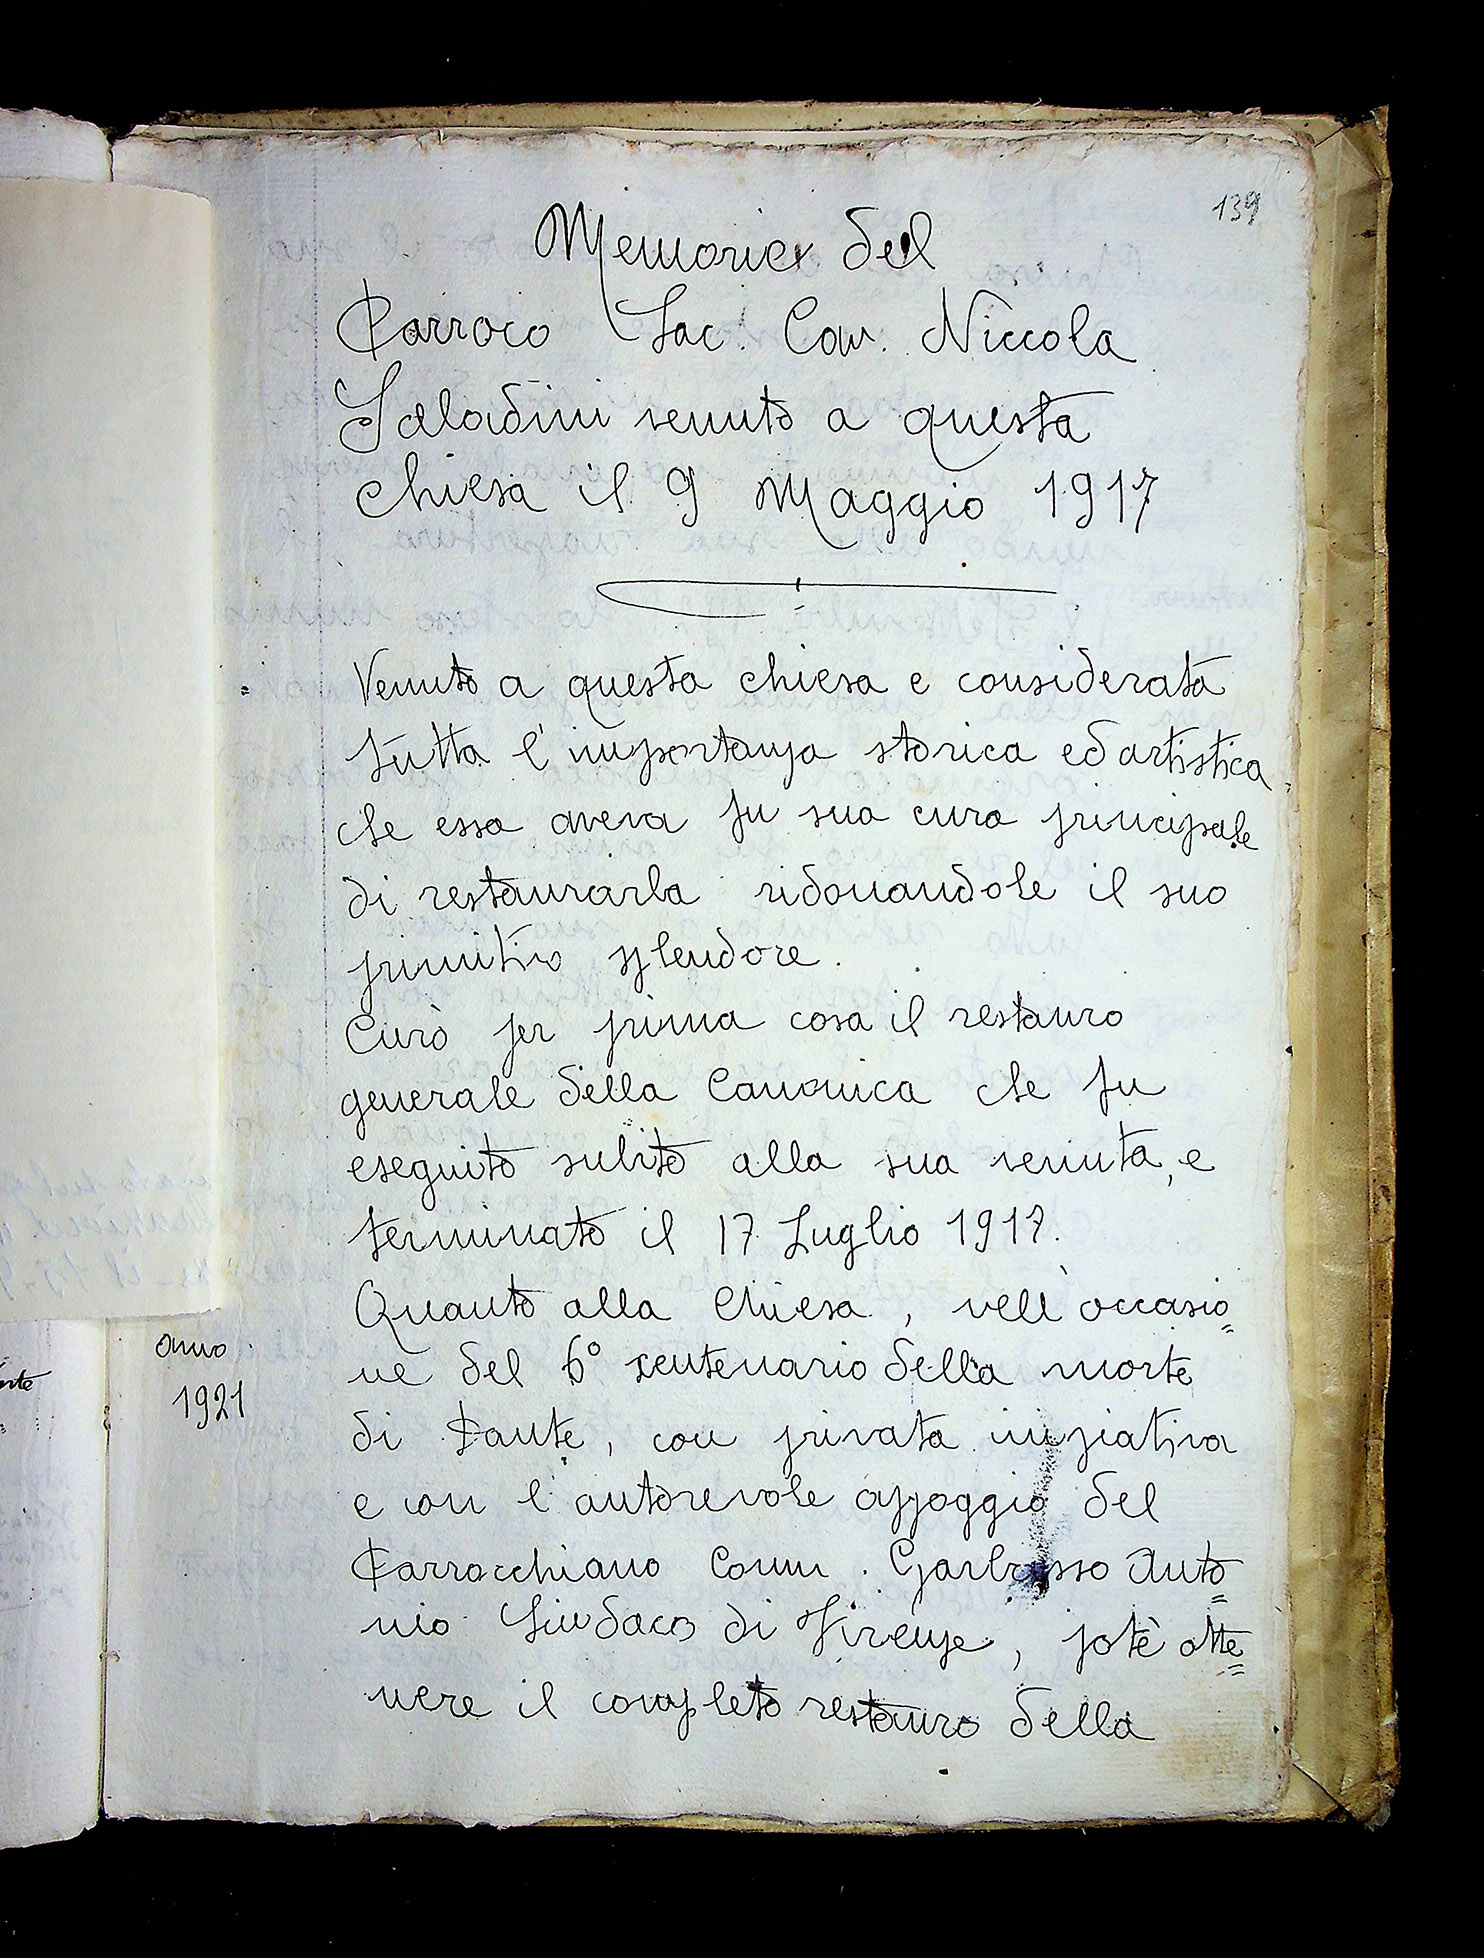 139
Memorie del
Parroco Sac. Cav. Niccola
Saladini venuto a questa
chiesa il 9 Maggio 1917
Venuto a questa chiesa e considerata
tutta l'importanza storica ed artistica
che essa aveva fu sua cura principale
di restaurarla ridonandole il suo
primitivo splendore.
Curò per prima cosa il restauro
generale della Canonica che fu
eseguito subito alla sua venuta, e
terminato il 17 Luglio 1917.
Quanto alla Chiesa, nell'occasio=
anno
1921
ne del 6° centenario della morte
di Dante, con privata iniziativa
e con l'autorevole appoggio del
Parrocchiano Comm. Garbasso Anto=
nio Sindaco di Firenze, potè otte=
nere il completo restauro della